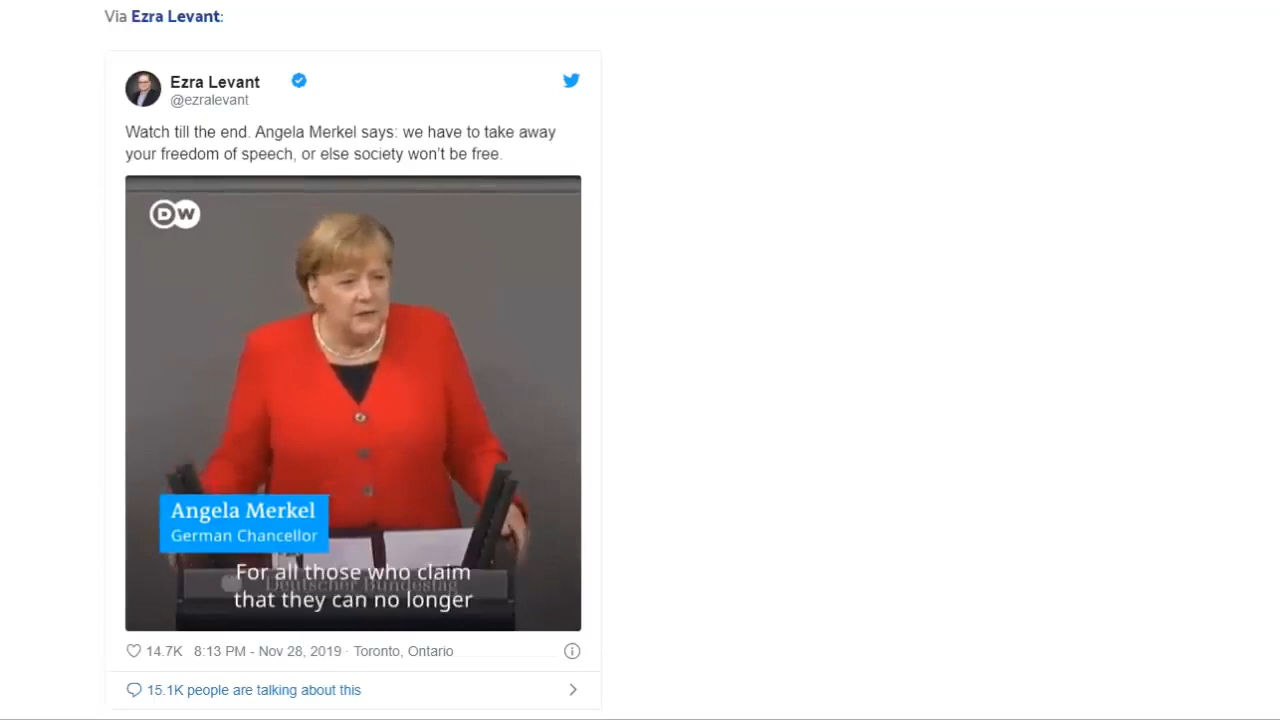 Via Ezra Levant:
Ezra Levant
@ezralevant
Watch till the end. Angela Merkel says: we have to take away
your freedom of speech, or else society won't be free.
DW
Angela Merkel
German Chancellor
For all those who claim
that they can no longer
Deutscher Bundestag
14.7K 8:13 PM - Nov 28, 2019 · Toronto, Ontario
15.1K people are talking about this